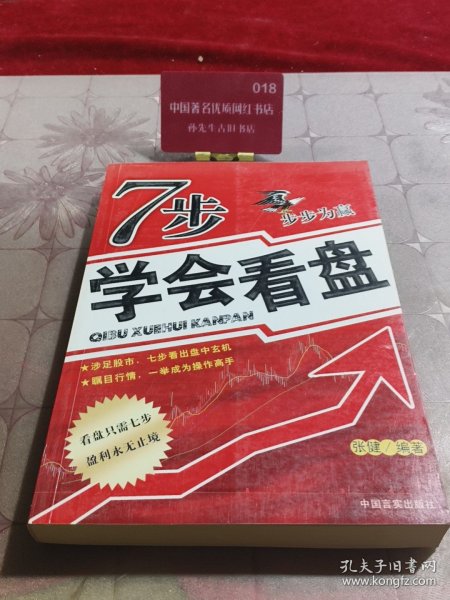 018
中国著名优质网红书店
孙先生古旧书店
7步
步步为赢
学会看盘
QIBU XUEHUI KANPAN
★涉足股市，七步看出盘中玄机
★瞩目行情，一举成为操作高手
看盘只需七步
盈利永无止境
张健/编著
中国言实出版社
孔夫子旧书网
www.kongfz.com